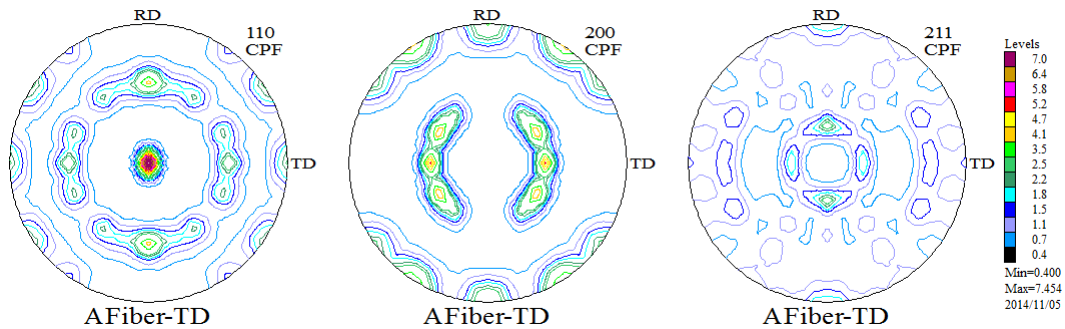 RD
110
CPF
TD
AFiber-TD
RD
200
CPF
TD
AFiber-TD
RD
211
CPF
TD
AFiber-TD
Levels
7.0
6.4
5.8
5.2
4.7
4.1
3.5
2.5
2.2
1.8
1.5
1.1
0.7
0.4
Min=0.400
Max=7.454
2014/11/05